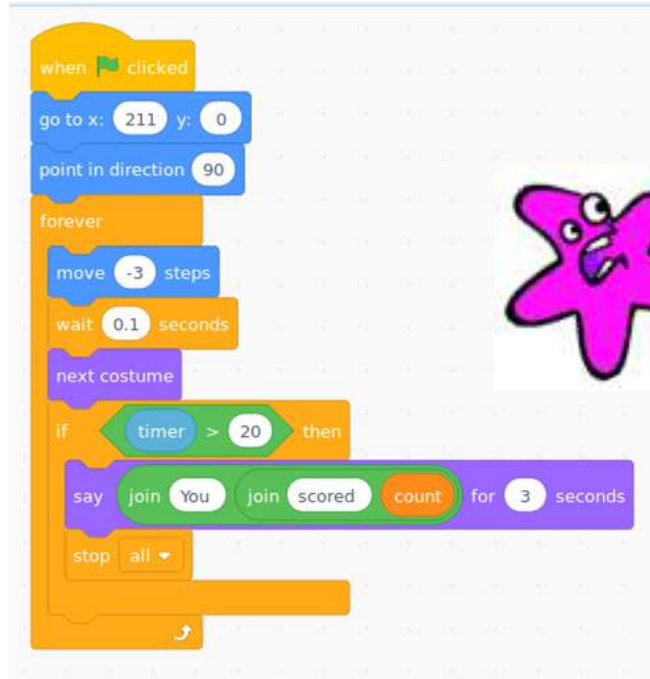 when clicked
go to x: 211 y: 0
point in direction 90
forever
move -3 steps
wait 0.1 seconds
next costume
if timer > 20 then
say join You join scored count for 3 seconds
stop all